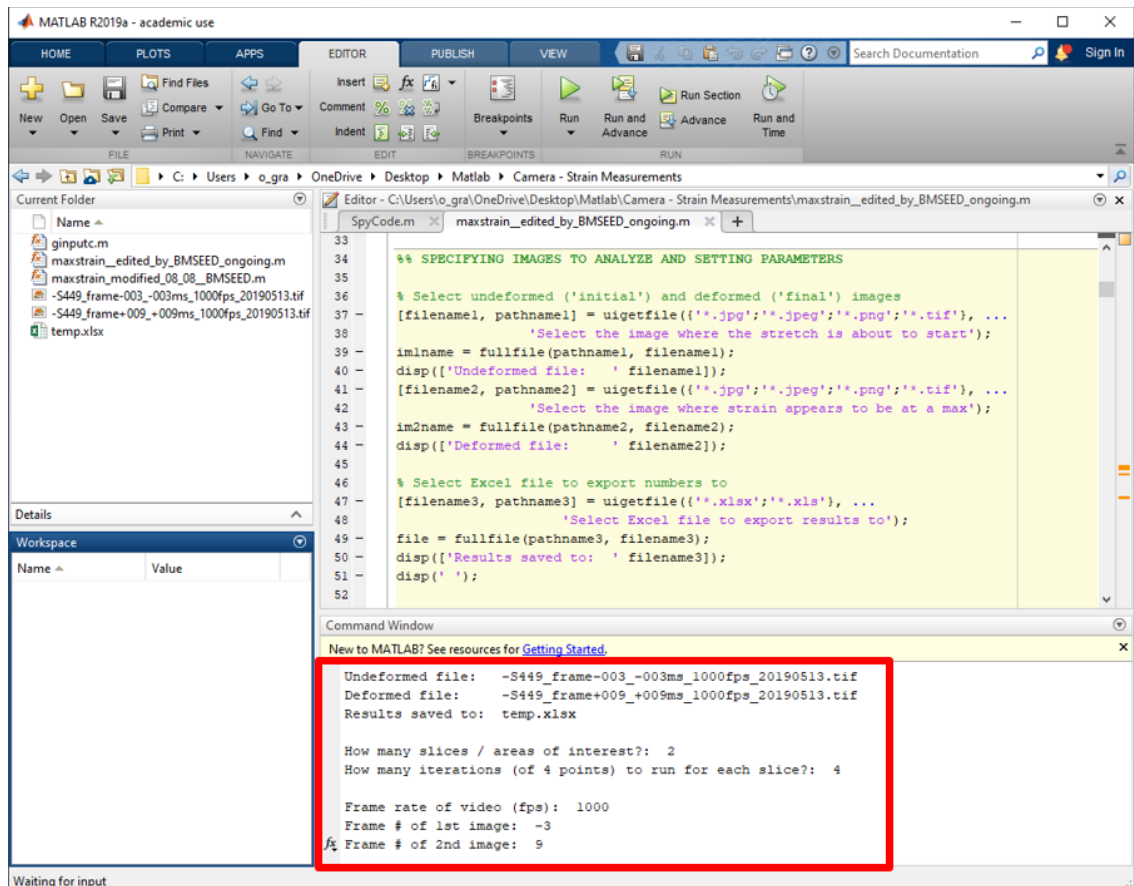 MATLAB R2019a - academic use
HOME PLOTS APPS EDITOR PUBLISH VIEW Search Documentation Sign In
New Open Save Find Files Compare Print Go To Find Insert Comment Indent Breakpoints Run Run and Advance Run Section Advance Run and Time
FILE NAVIGATE EDIT BREAKPOINTS RUN
C: Users o_gra OneDrive Desktop Matlab Camera - Strain Measurements
Current Folder
Name
ginputc.m
maxstrain__edited_by_BMSEED_ongoing.m
maxstrain_modified_08_08__BMSEED.m
-S449_frame-003_-003ms_1000fps_20190513.tif
-S449_frame+009_+009ms_1000fps_20190513.tif
temp.xlsx
Details
Workspace
Name Value
Editor - C:\Users\o_gra\OneDrive\Desktop\Matlab\Camera - Strain Measurements\maxstrain__edited_by_BMSEED_ongoing.m
SpyCode.m maxstrain__edited_by_BMSEED_ongoing.m
33
34 %% SPECIFYING IMAGES TO ANALYZE AND SETTING PARAMETERS
35
36 % Select undeformed ('initial') and deformed ('final') images
37 – [filename1, pathname1] = uigetfile({'*.jpg';'*.jpeg';'*.png';'*.tif'}, ...
38 'Select the image where the stretch is about to start');
39 – im1name = fullfile(pathname1, filename1);
40 – disp(['Undeformed file:   ' filename1]);
41 – [filename2, pathname2] = uigetfile({'*.jpg';'*.jpeg';'*.png';'*.tif'}, ...
42 'Select the image where strain appears to be at a max');
43 – im2name = fullfile(pathname2, filename2);
44 – disp(['Deformed file:     ' filename2]);
45
46 % Select Excel file to export numbers to
47 – [filename3, pathname3] = uigetfile({'*.xlsx';'*.xls'}, ...
48 'Select Excel file to export results to');
49 – file = fullfile(pathname3, filename3);
50 – disp(['Results saved to:  ' filename3]);
51 – disp(' ');
52
Command Window
New to MATLAB? See resources for Getting Started.
Undeformed file:   -S449_frame-003_-003ms_1000fps_20190513.tif
Deformed file:     -S449_frame+009_+009ms_1000fps_20190513.tif
Results saved to:  temp.xlsx
How many slices / areas of interest?:  2
How many iterations (of 4 points) to run for each slice?:  4
Frame rate of video (fps):  1000
Frame # of 1st image:  -3
fx Frame # of 2nd image:  9
Waiting for input